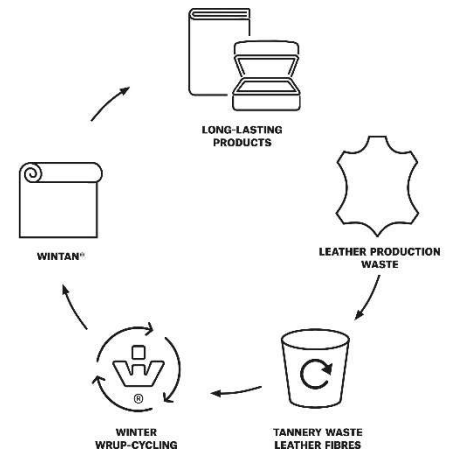 LONG-LASTING
PRODUCTS
LEATHER PRODUCTION
WASTE
TANNERY WASTE
LEATHER FIBRES
®
WINTER
WRUP-CYCLING
WINTAN®